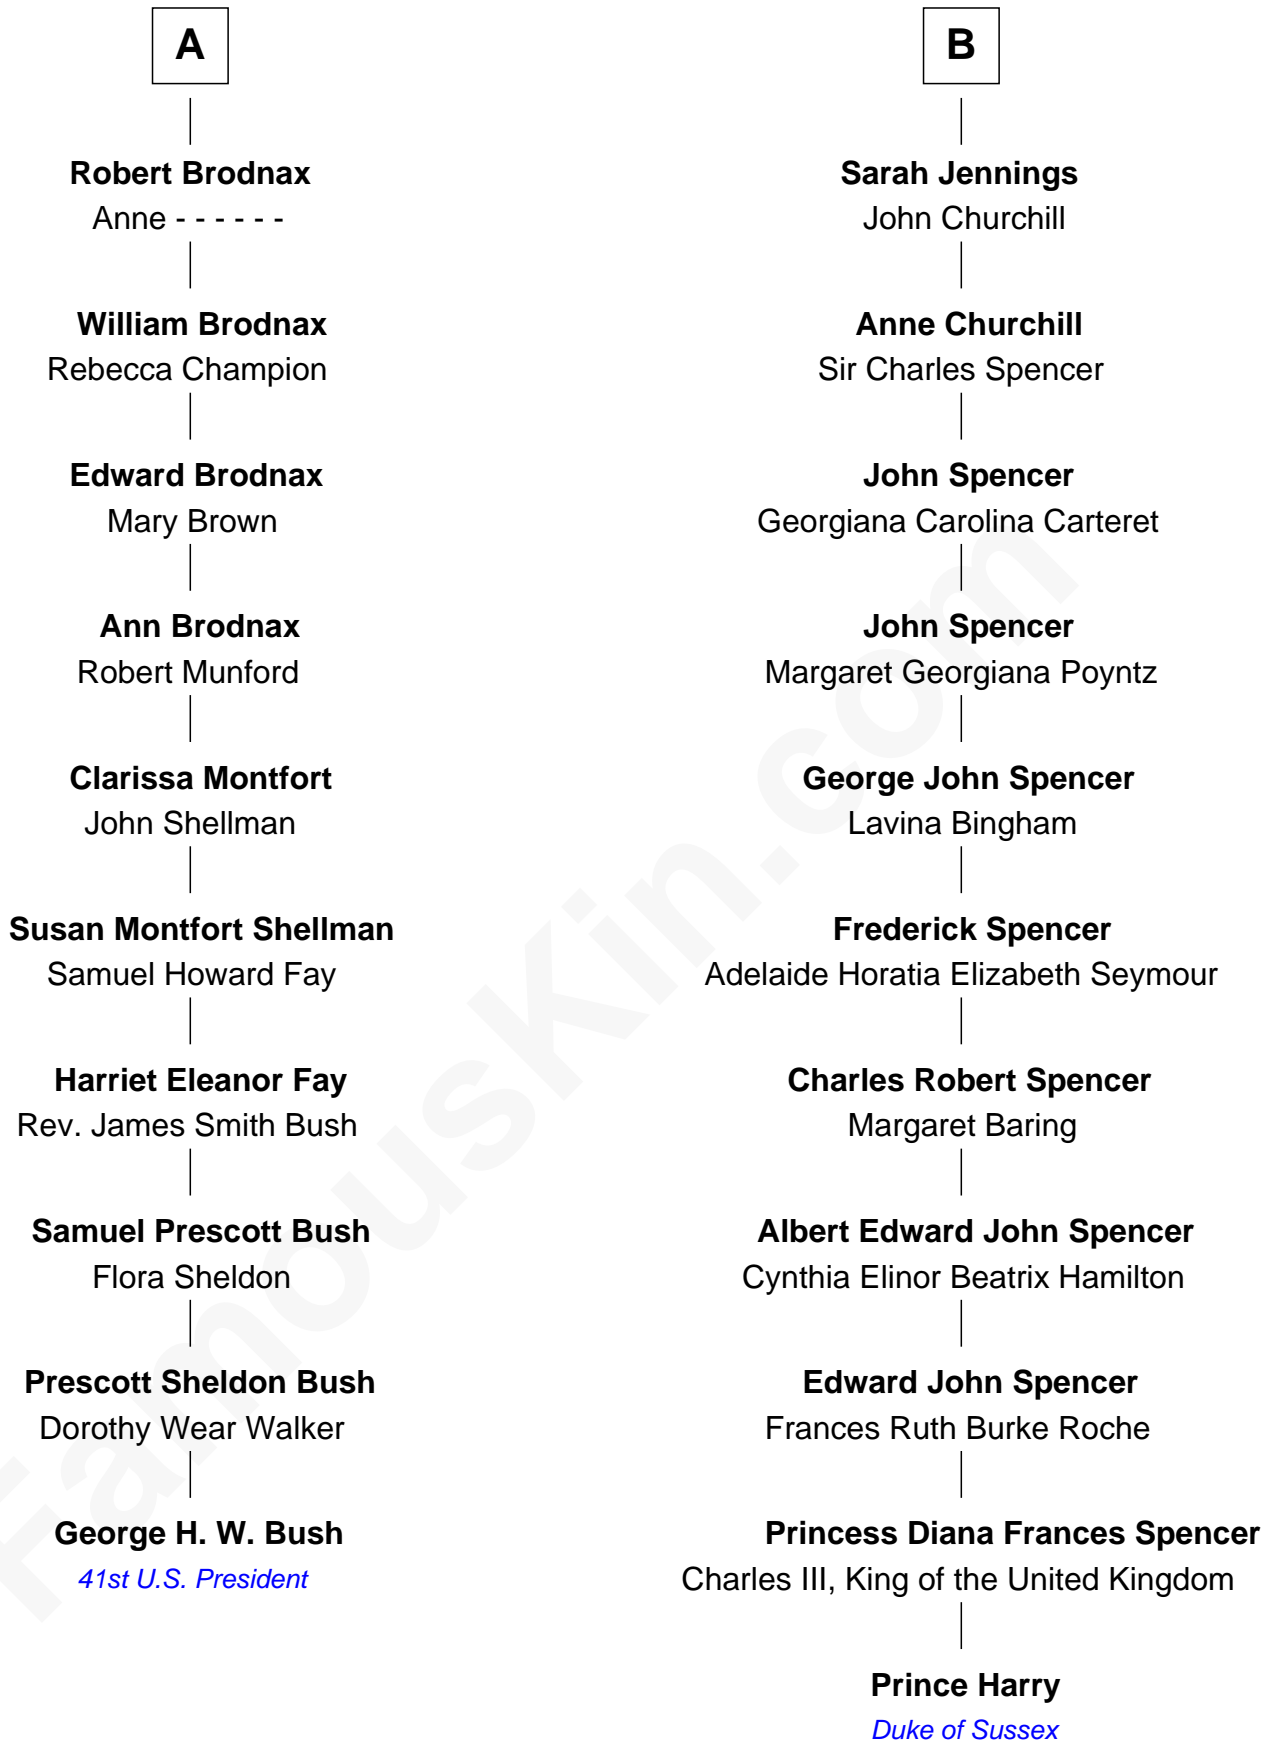 A
Robert Brodnax
Anne - - - - - -
William Brodnax
Rebecca Champion
Edward Brodnax
Mary Brown
Ann Brodnax
Robert Munford
Clarissa Montfort
John Shellman
Susan Montfort Shellman
Samuel Howard Fay
Harriet Eleanor Fay
Rev. James Smith Bush
Samuel Prescott Bush
Flora Sheldon
Prescott Sheldon Bush
Dorothy Wear Walker
George H. W. Bush
41st U.S. President
B
Sarah Jennings
John Churchill
Anne Churchill
Sir Charles Spencer
John Spencer
Georgiana Carolina Carteret
John Spencer
Margaret Georgiana Poyntz
George John Spencer
Lavina Bingham
Frederick Spencer
Adelaide Horatia Elizabeth Seymour
Charles Robert Spencer
Margaret Baring
Albert Edward John Spencer
Cynthia Elinor Beatrix Hamilton
Edward John Spencer
Frances Ruth Burke Roche
Princess Diana Frances Spencer
Charles III, King of the United Kingdom
Prince Harry
Duke of Sussex
FamousKin.com